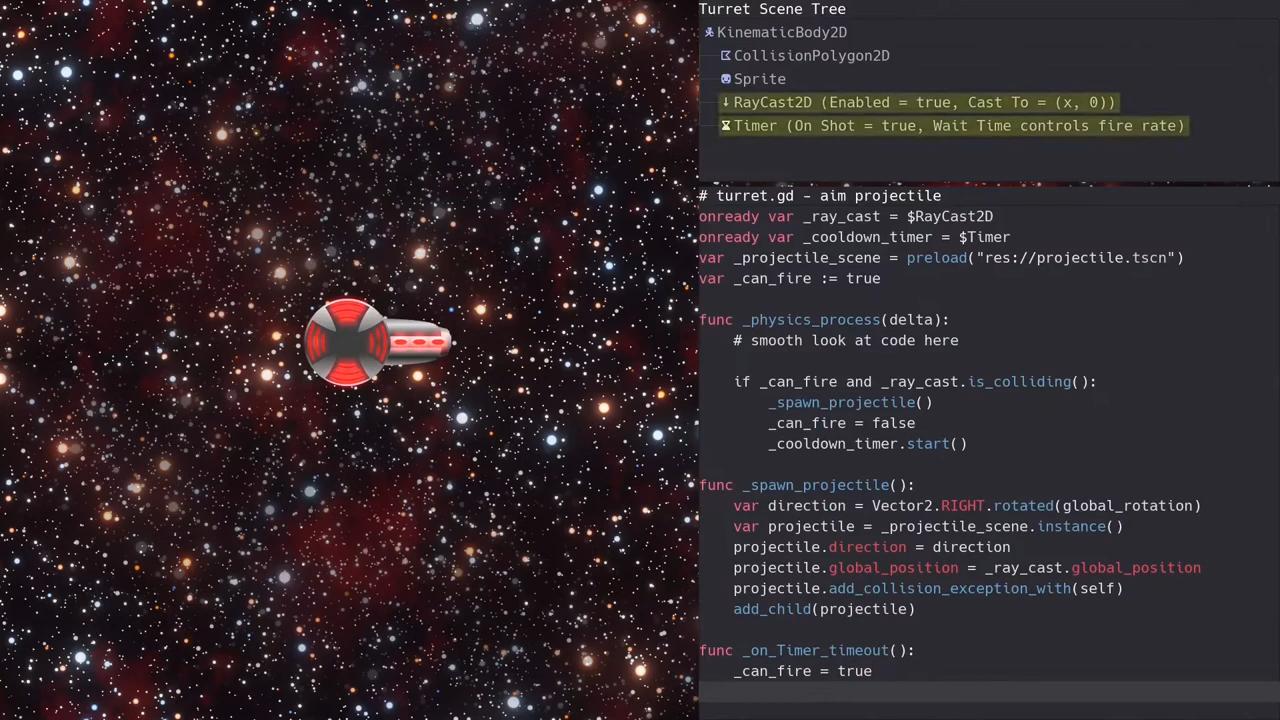 Turret Scene Tree
KinematicBody2D
CollisionPolygon2D
Sprite
RayCast2D (Enabled = true, Cast To = (x, 0))
Timer (On Shot = true, Wait Time controls fire rate)
# turret.gd - aim projectile
onready var _ray_cast = $RayCast2D
onready var _cooldown_timer = $Timer
var _projectile_scene = preload("res://projectile.tscn")
var _can_fire := true
func _physics_process(delta):
# smooth look at code here
if _can_fire and _ray_cast.is_colliding():
_spawn_projectile()
_can_fire = false
_cooldown_timer.start()
func _spawn_projectile():
var direction = Vector2.RIGHT.rotated(global_rotation)
var projectile = _projectile_scene.instance()
projectile.direction = direction
projectile.global_position = _ray_cast.global_position
projectile.add_collision_exception_with(self)
add_child(projectile)
func _on_Timer_timeout():
_can_fire = true